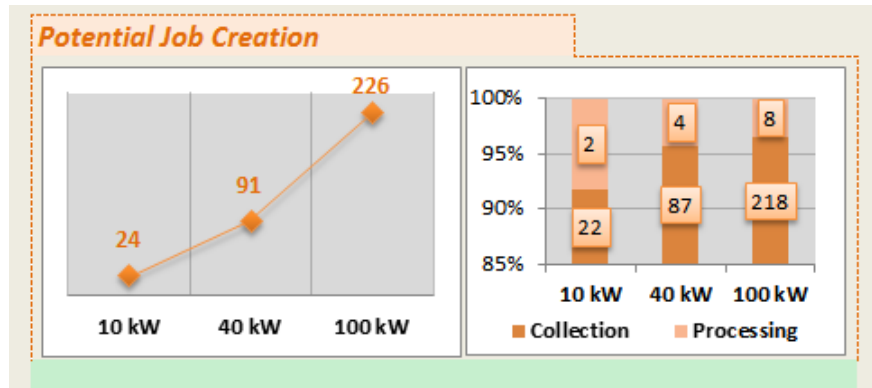 Potential Job Creation
226
91
24
10 kW 40 kW 100 kW
100%
95%
90%
85%
2 4 8
22 87 218
10 kW 40 kW 100 kW
Collection Processing